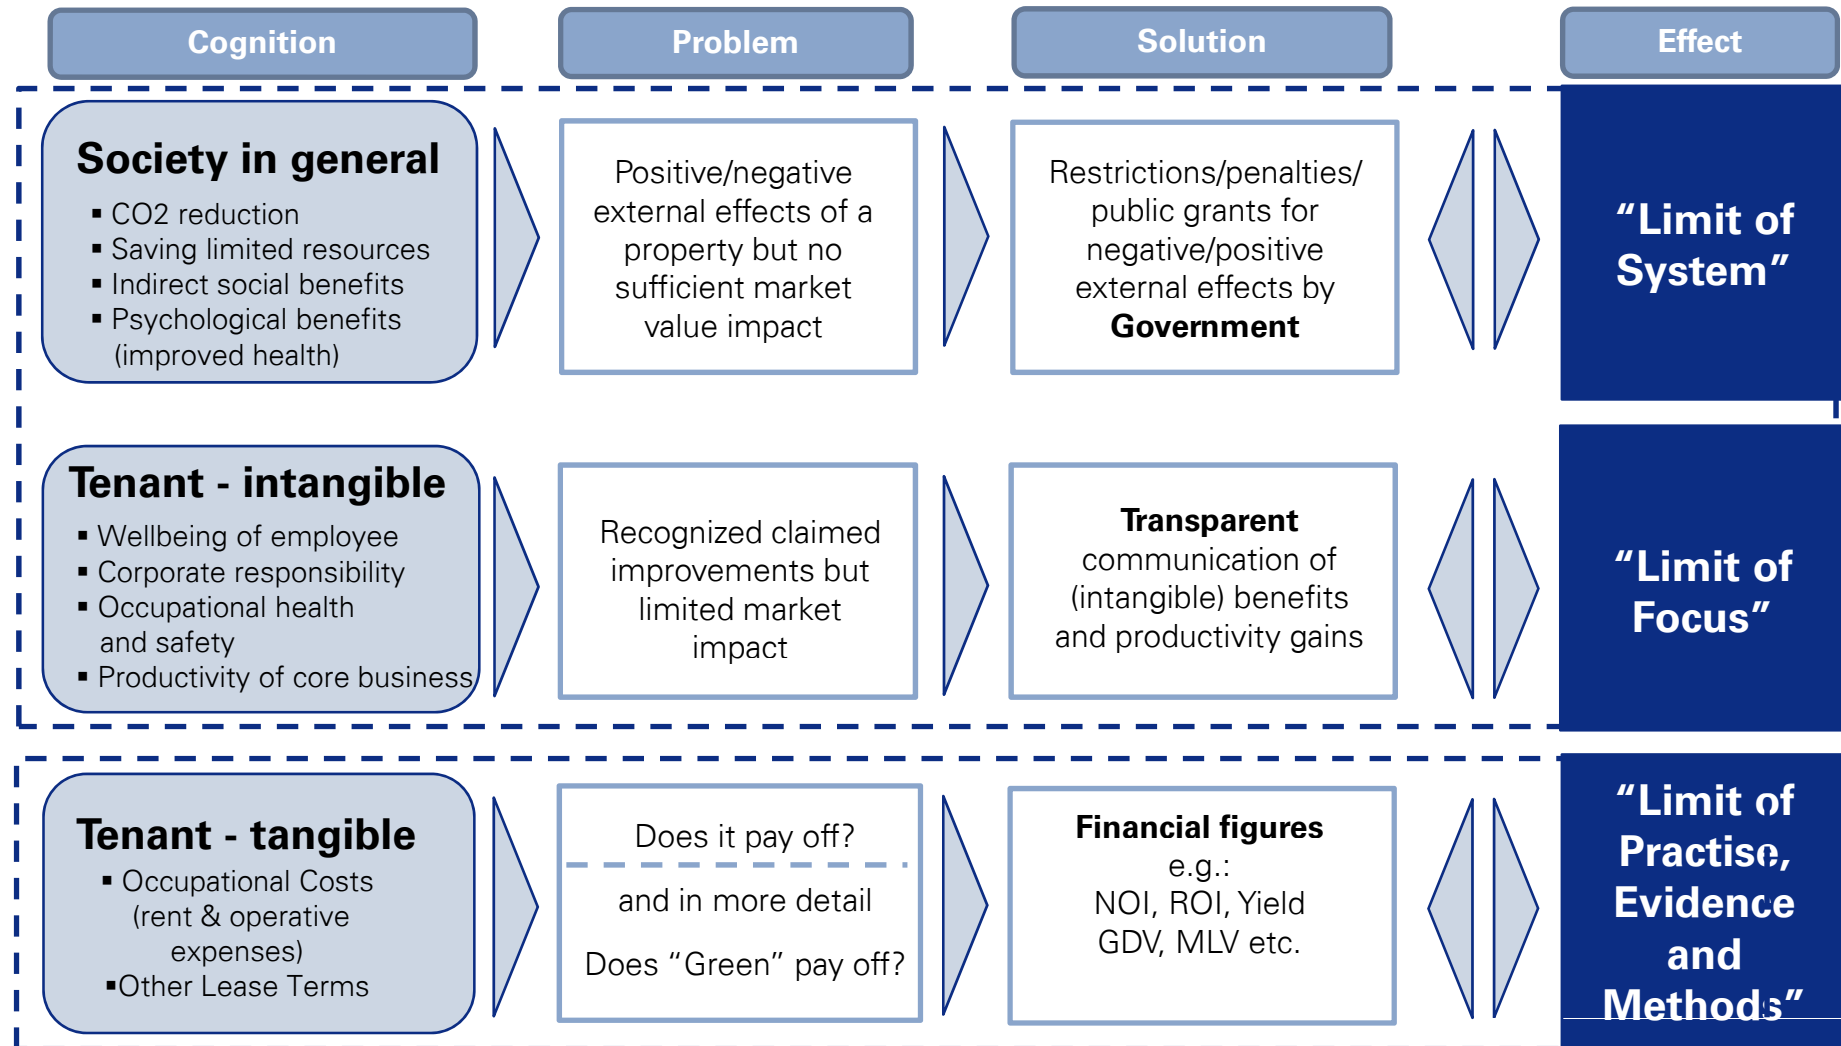 Cognition
Problem
Solution
Effect
Society in general
▪ CO2 reduction
▪ Saving limited resources
▪ Indirect social benefits
▪ Psychological benefits
(improved health)
Positive/negative
external effects of a
property but no
sufficient market
value impact
Restrictions/penalties/
public grants for
negative/positive
external effects by
Government
“Limit of
System”
Tenant - intangible
▪ Wellbeing of employee
▪ Corporate responsibility
▪ Occupational health
and safety
▪ Productivity of core business
Recognized claimed
improvements but
limited market
impact
Transparent
communication of
(intangible) benefits
and productivity gains
“Limit of
Focus”
Tenant - tangible
▪ Occupational Costs
(rent & operative
expenses)
▪Other Lease Terms
Does it pay off?
and in more detail
Does “Green” pay off?
Financial figures
e.g.:
NOI, ROI, Yield
GDV, MLV etc.
“Limit of
Practise,
Evidence
and
Methods”